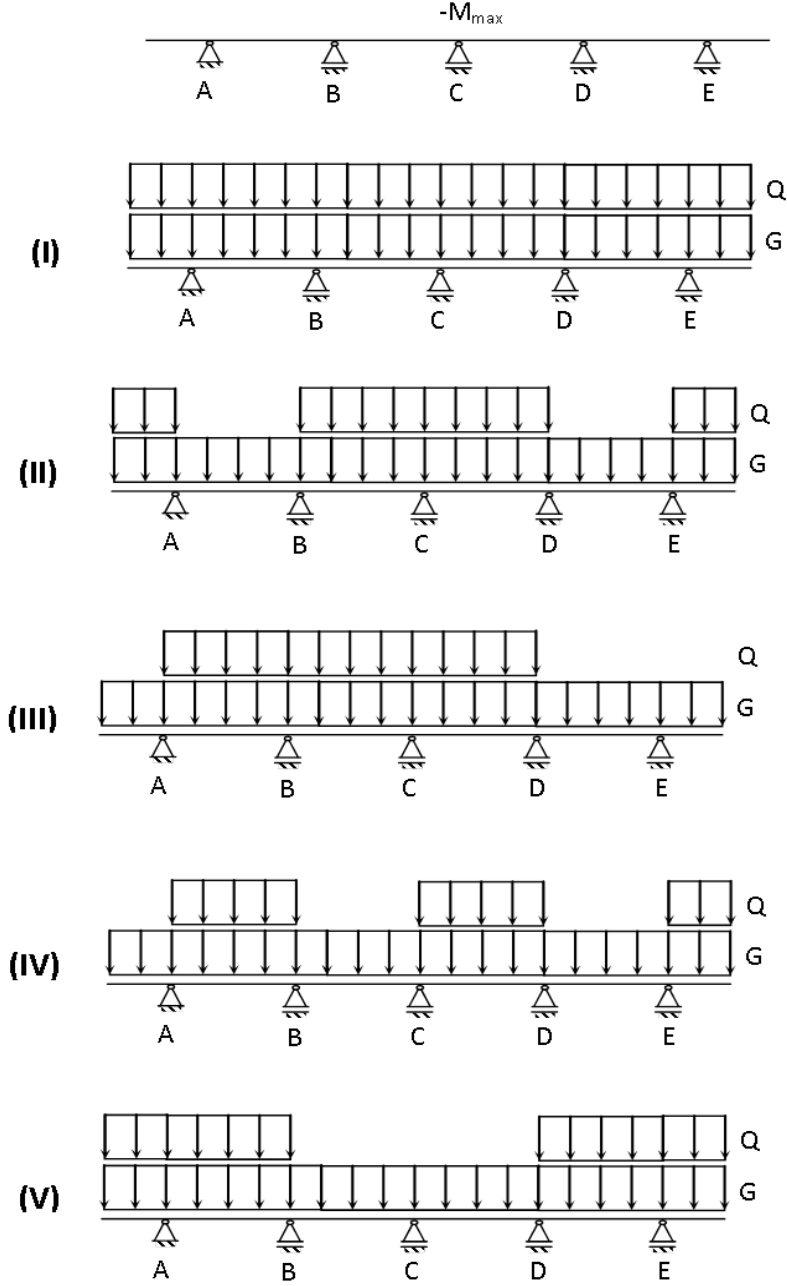 -Mmax
A B C D E
Q
(I) G
A B C D E
Q
(II) G
A B C D E
Q
(III) G
A B C D E
Q
(IV) G
A B C D E
Q
(V) G
A B C D E